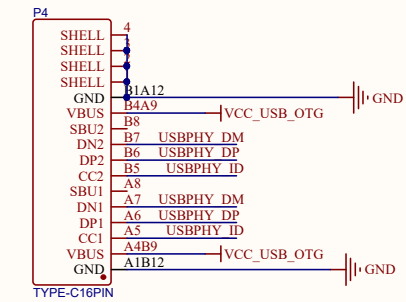 P4
SHELL 4
SHELL
SHELL
SHELL
GND B1A12 GND
VBUS B4A9 VCC_USB_OTG
SBU2 B8
DN2 B7 USBPHY_DM
DP2 B6 USBPHY_DP
CC2 B5 USBPHY_ID
SBU1 A8
DN1 A7 USBPHY_DM
DP1 A6 USBPHY_DP
CC1 A5 USBPHY_ID
VBUS A4B9 VCC_USB_OTG
GND A1B12 GND
TYPE-C16PIN